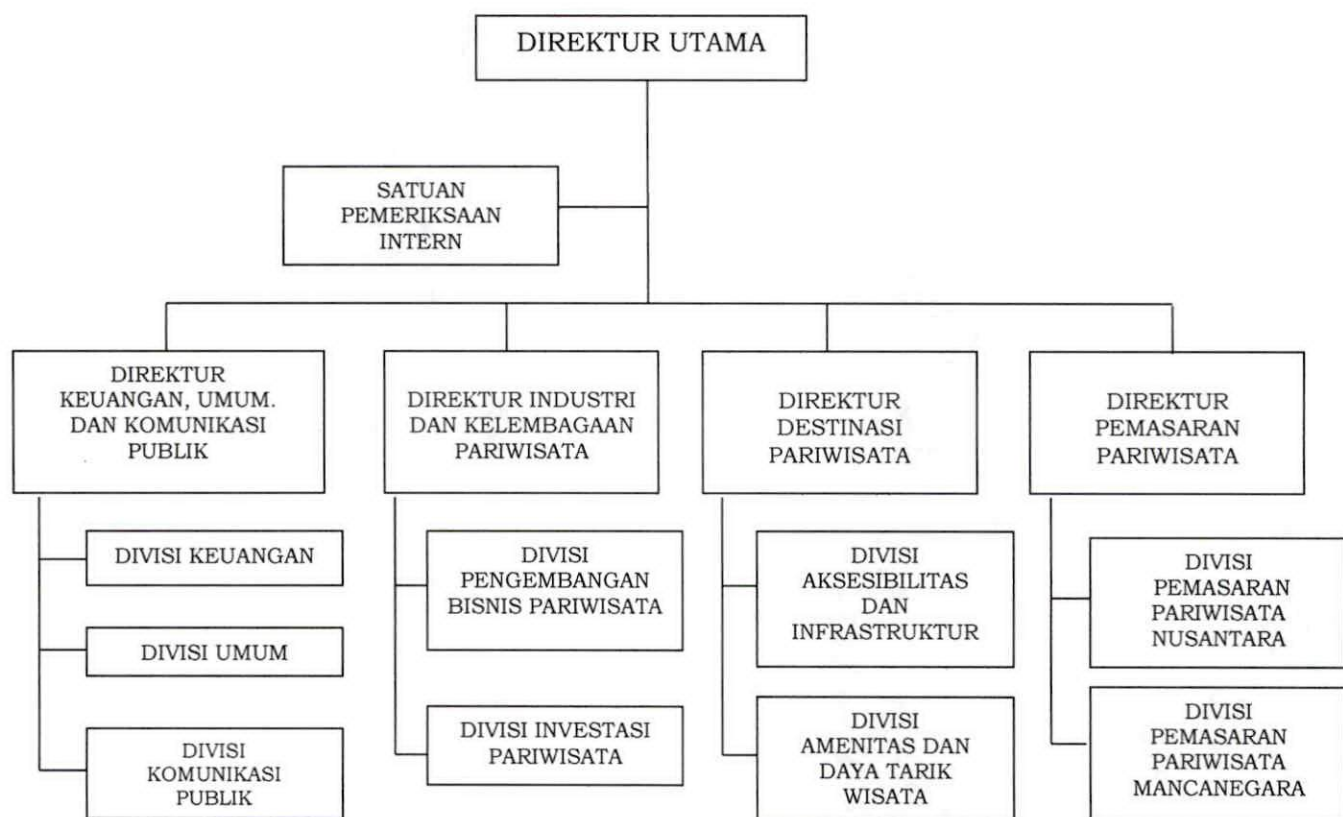 DIREKTUR UTAMA
SATUAN
PEMERIKSAAN
INTERN
DIREKTUR
KEUANGAN, UMUM.
DAN KOMUNIKASI
PUBLIK
DIREKTUR INDUSTRI
DAN KELEMBAGAAN
PARIWISATA
DIREKTUR
DESTINASI
PARIWISATA
DIREKTUR
PEMASARAN
PARIWISATA
DIVISI KEUANGAN
DIVISI UMUM
DIVISI
KOMUNIKASI
PUBLIK
DIVISI
PENGEMBANGAN
BISNIS PARIWISATA
DIVISI INVESTASI
PARIWISATA
DIVISI
AKSESIBILITAS
DAN
INFRASTRUKTUR
DIVISI
AMENITAS DAN
DAYA TARIK
WISATA
DIVISI
PEMASARAN
PARIWISATA
NUSANTARA
DIVISI
PEMASARAN
PARIWISATA
MANCANEGARA